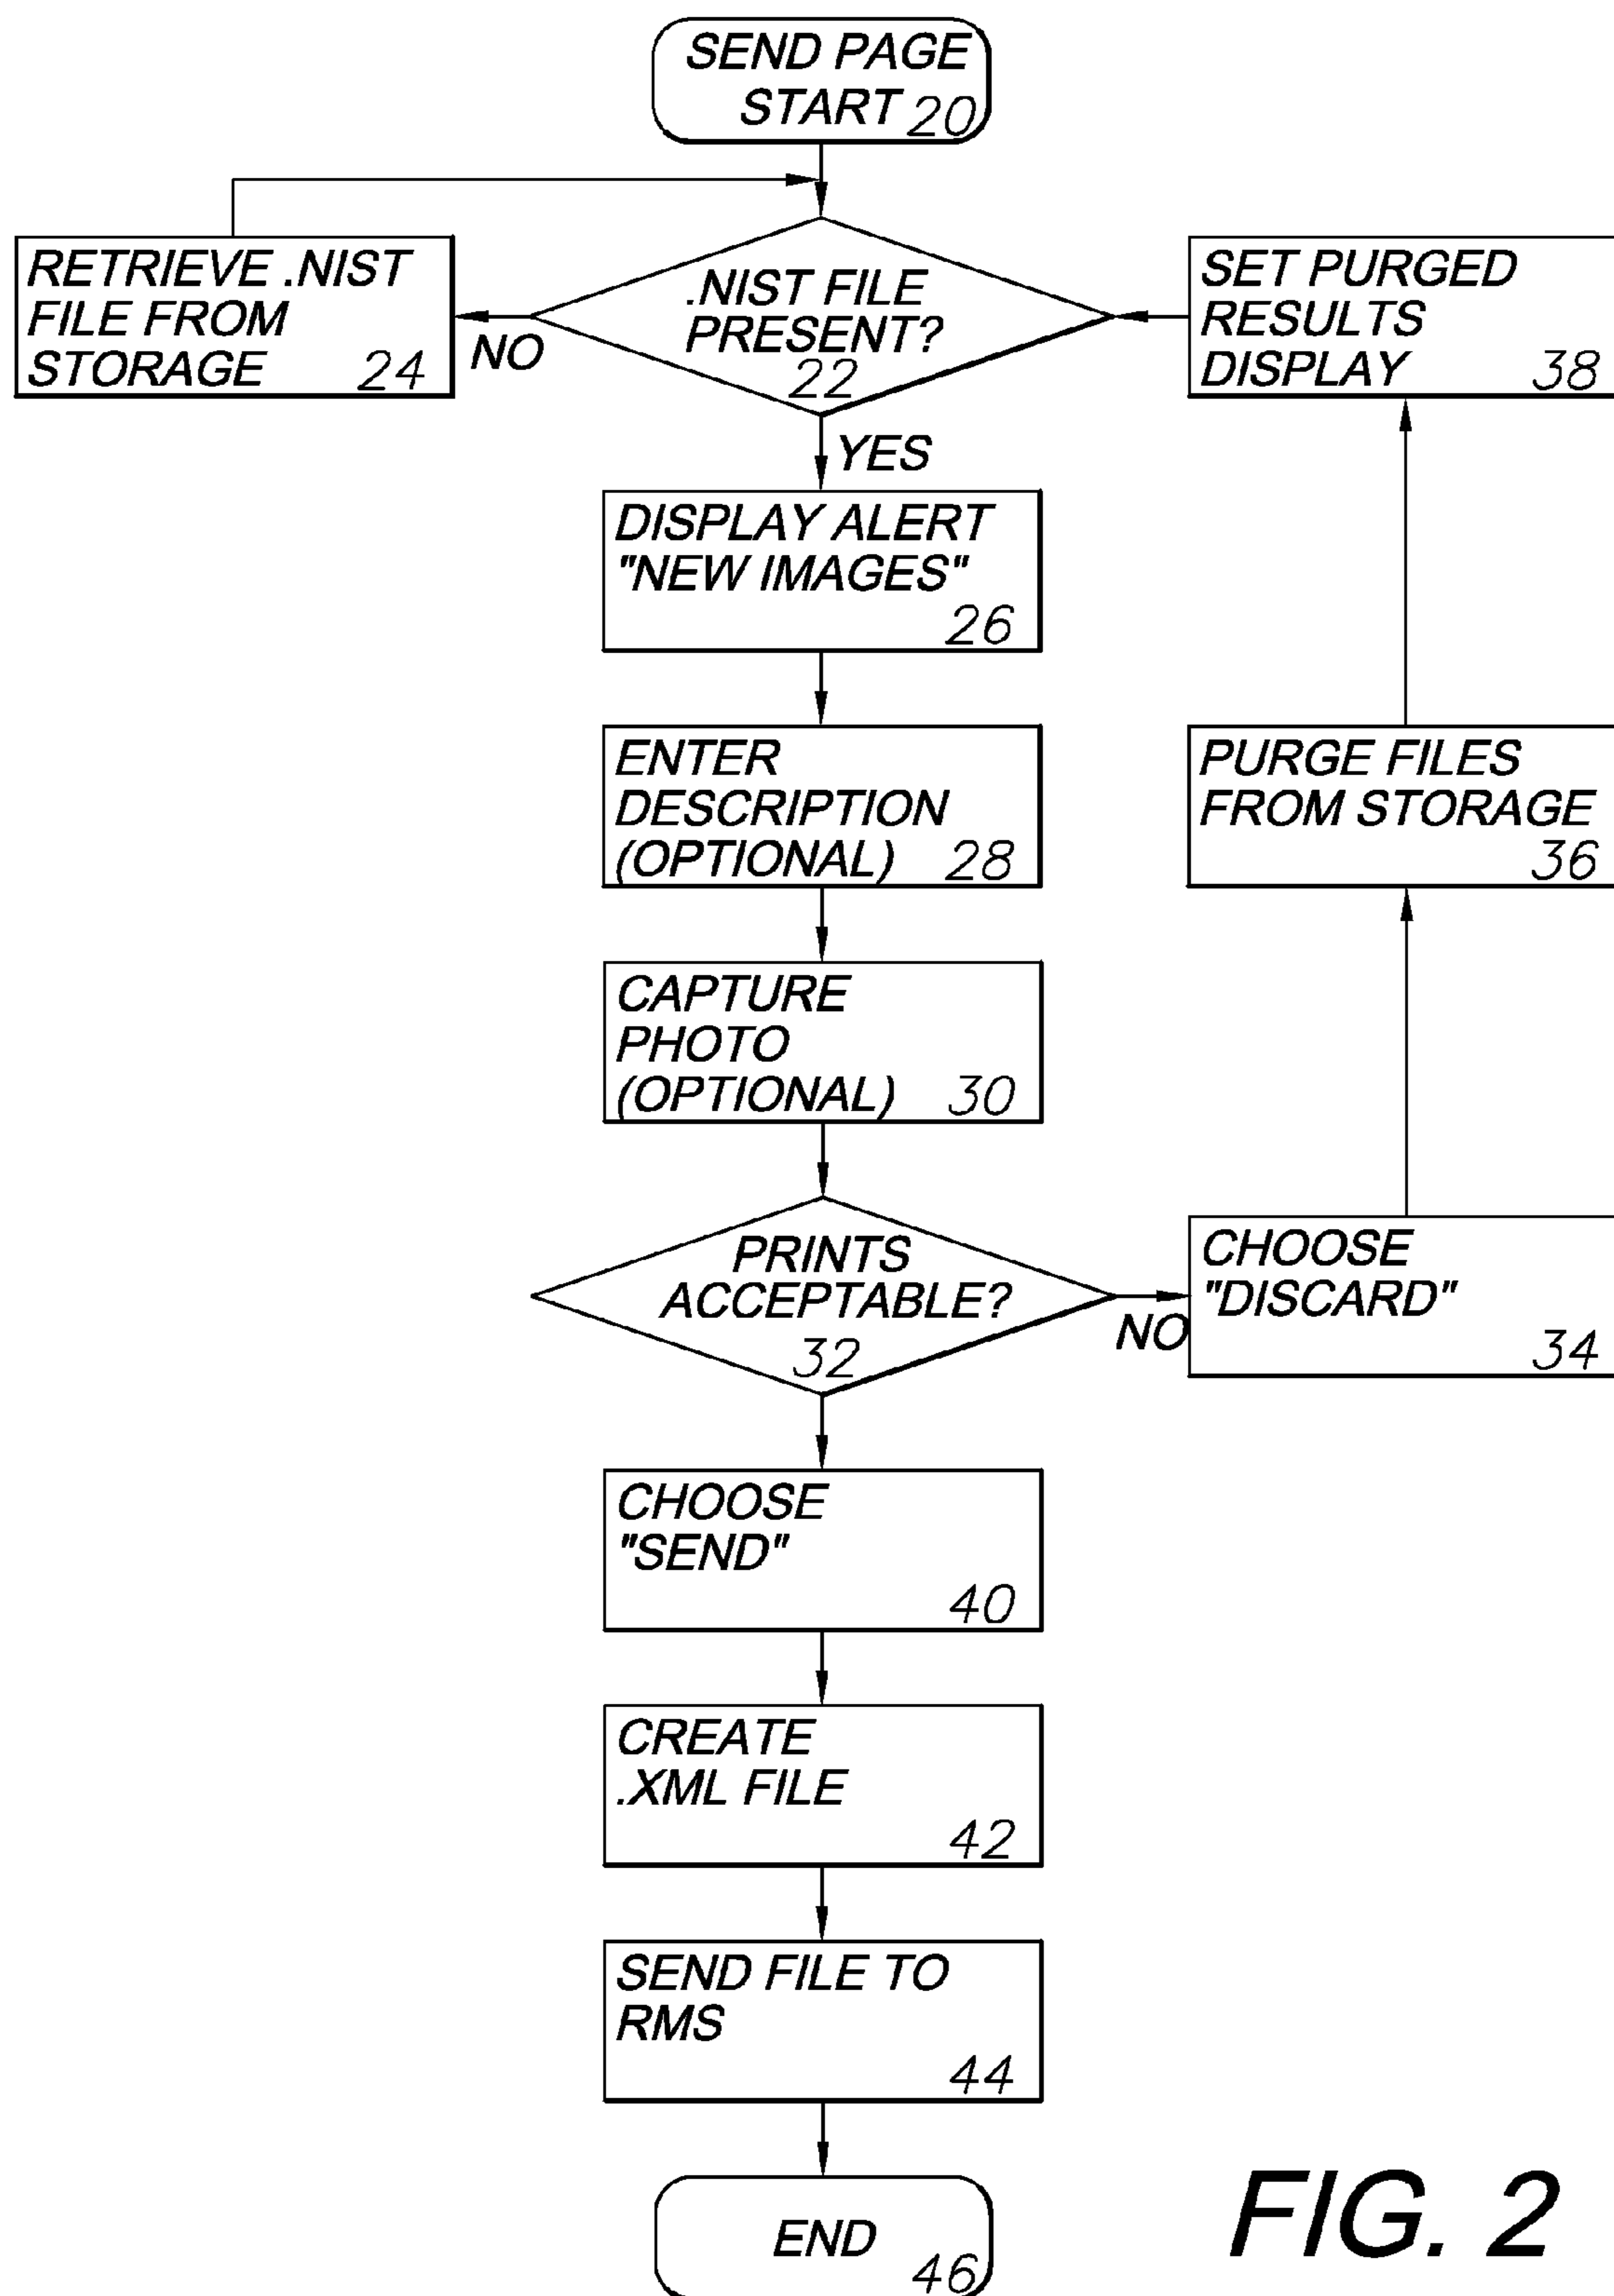 SEND PAGE
START 20
RETRIEVE .NIST
FILE FROM
STORAGE 24
NO
.NIST FILE
PRESENT?
22
SET PURGED
RESULTS
DISPLAY 38
YES
DISPLAY ALERT
"NEW IMAGES"
26
ENTER
DESCRIPTION
(OPTIONAL) 28
PURGE FILES
FROM STORAGE
36
CAPTURE
PHOTO
(OPTIONAL) 30
PRINTS
ACCEPTABLE?
32
NO
CHOOSE
"DISCARD"
34
CHOOSE
"SEND"
40
CREATE
.XML FILE
42
SEND FILE TO
RMS
44
END
46
FIG. 2